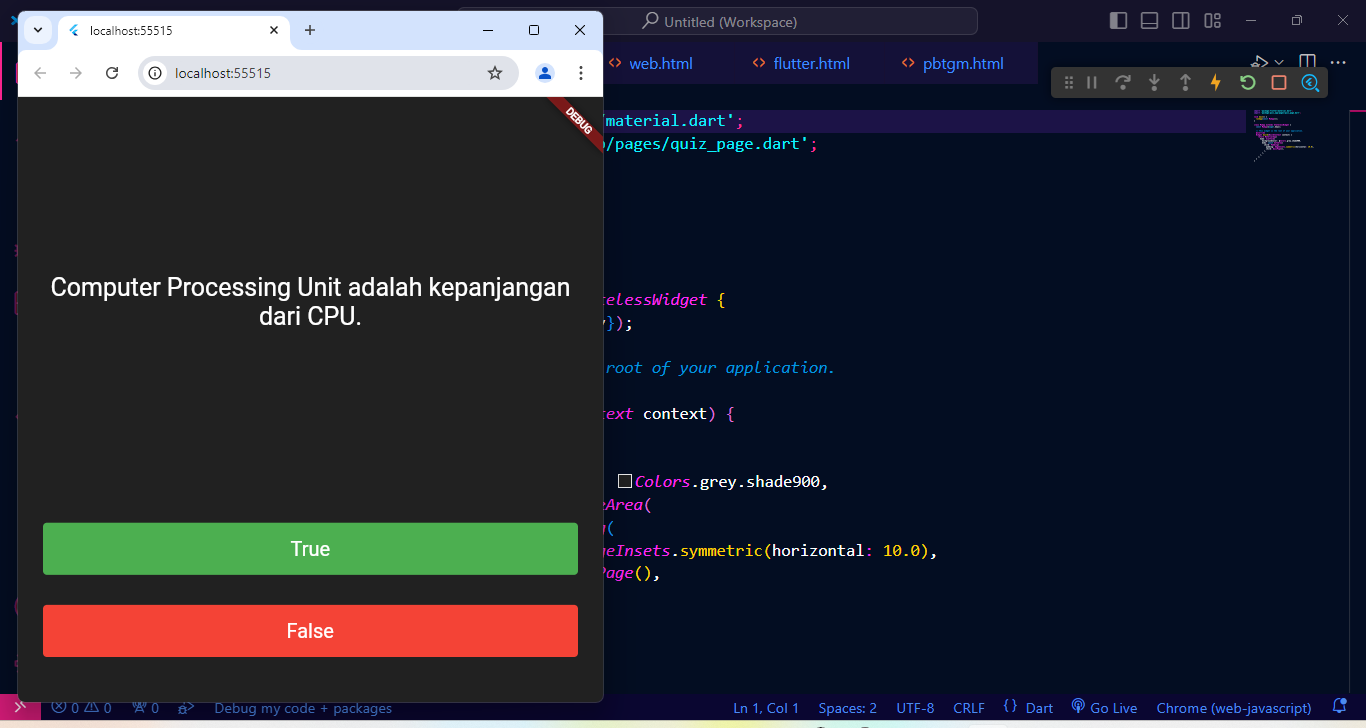 localhost:55515
Untitled (Workspace)
localhost:55515
web.html
flutter.html
pbtgm.html
DEBUG
/material.dart';
/pages/quiz_page.dart';
Computer Processing Unit adalah kepanjangan
dari CPU.
telessWidget {
});
root of your application.
text context) {
Colors.grey.shade900,
eArea(
(
geInsets.symmetric(horizontal: 10.0),
Page(),
True
False
0 0 0 Debug my code + packages Ln 1, Col 1 Spaces: 2 UTF-8 CRLF {} Dart Go Live Chrome (web-javascript)